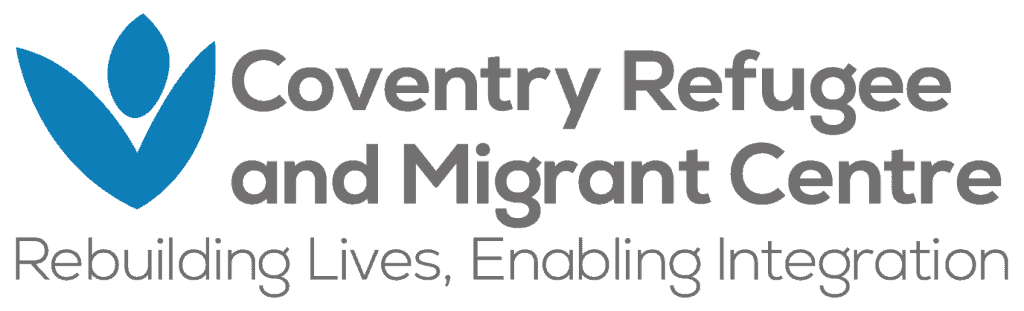 Coventry Refugee
and Migrant Centre
Rebuilding Lives, Enabling Integration